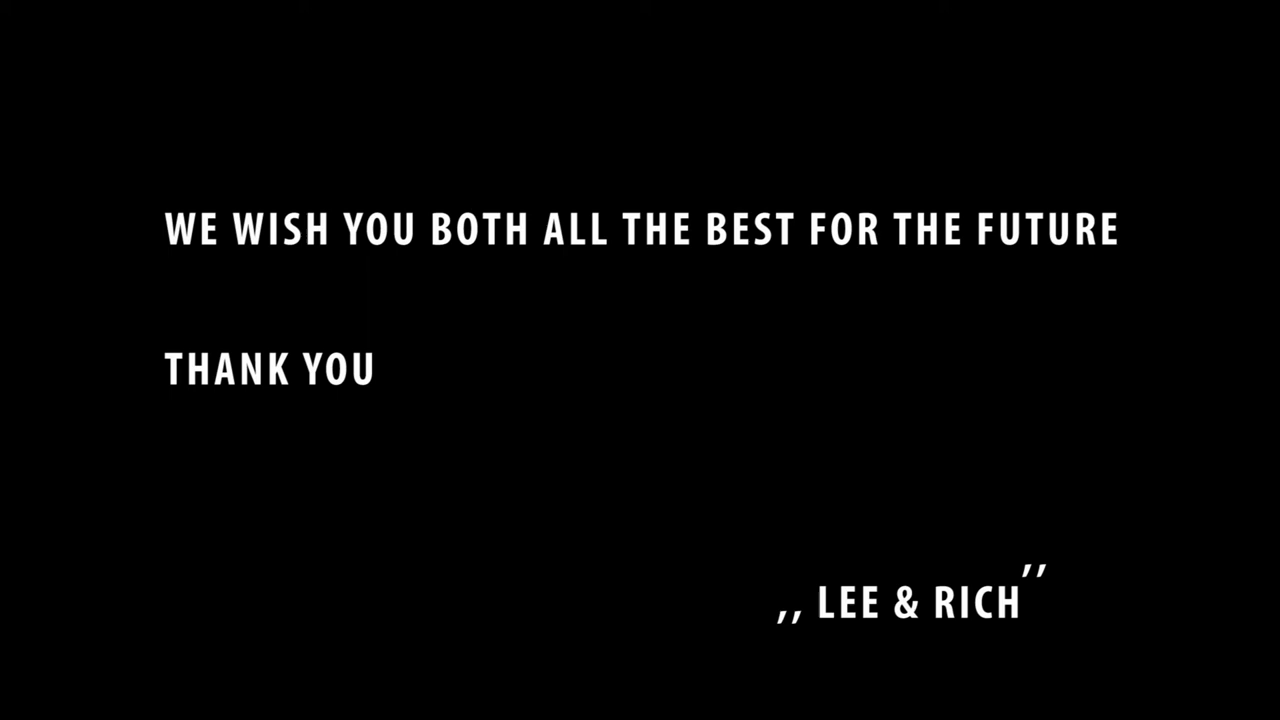 WE WISH YOU BOTH ALL THE BEST FOR THE FUTURE
THANK YOU
,, LEE & RICH’’